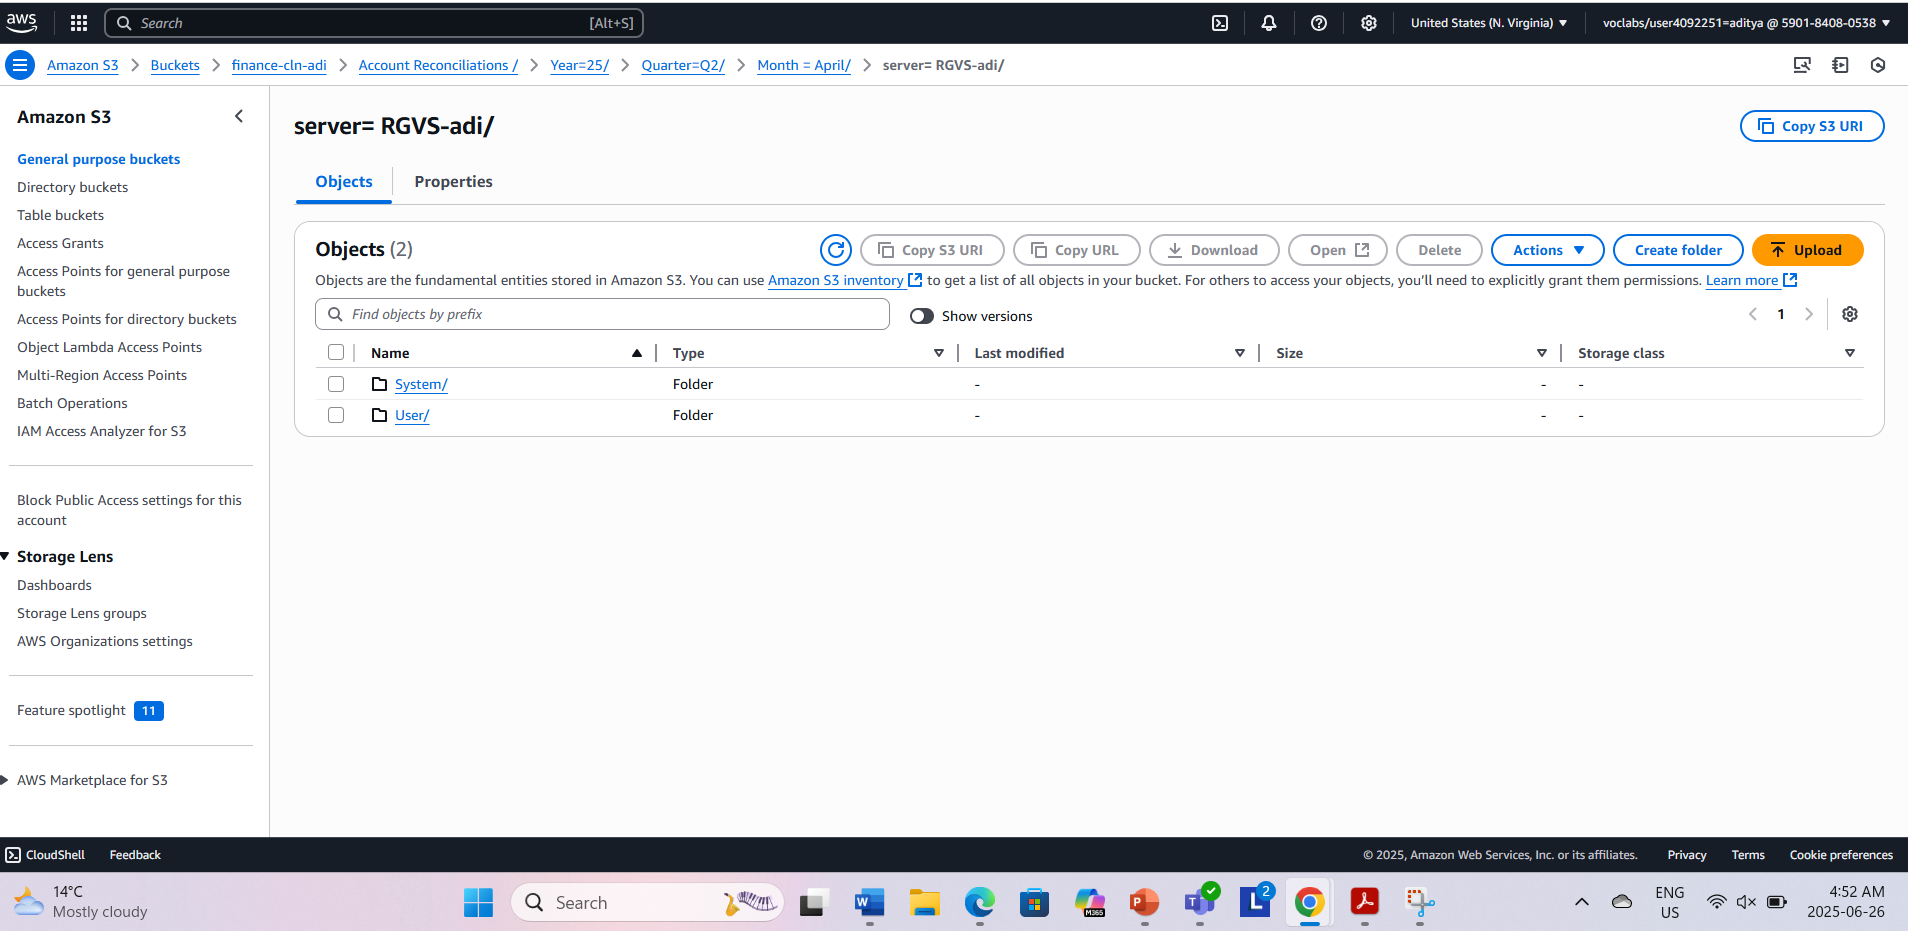 aws
Search [Alt+S]
United States (N. Virginia) voclabs/user4092251=aditya @ 5901-8408-0538
Amazon S3 Buckets finance-cln-adi Account Reconciliations / Year=25/ Quarter=Q2/ Month = April/ server= RGVS-adi/
Amazon S3
General purpose buckets
Directory buckets
Table buckets
Access Grants
Access Points for general purpose
buckets
Access Points for directory buckets
Object Lambda Access Points
Multi-Region Access Points
Batch Operations
IAM Access Analyzer for S3
Block Public Access settings for this
account
Storage Lens
Dashboards
Storage Lens groups
AWS Organizations settings
Feature spotlight 11
AWS Marketplace for S3
server= RGVS-adi/
Copy S3 URI
Objects Properties
Objects (2)
Copy S3 URI Copy URL Download Open Delete Actions Create folder Upload
Objects are the fundamental entities stored in Amazon S3. You can use Amazon S3 inventory to get a list of all objects in your bucket. For others to access your objects, you'll need to explicitly grant them permissions. Learn more
Find objects by prefix Show versions 1
Name Type Last modified Size Storage class
System/ Folder - - -
User/ Folder - - -
CloudShell Feedback © 2025, Amazon Web Services, Inc. or its affiliates. Privacy Terms Cookie preferences
14°C
Mostly cloudy
Search
W
M365
P
T
L 2
ENG
US
4:52 AM
2025-06-26